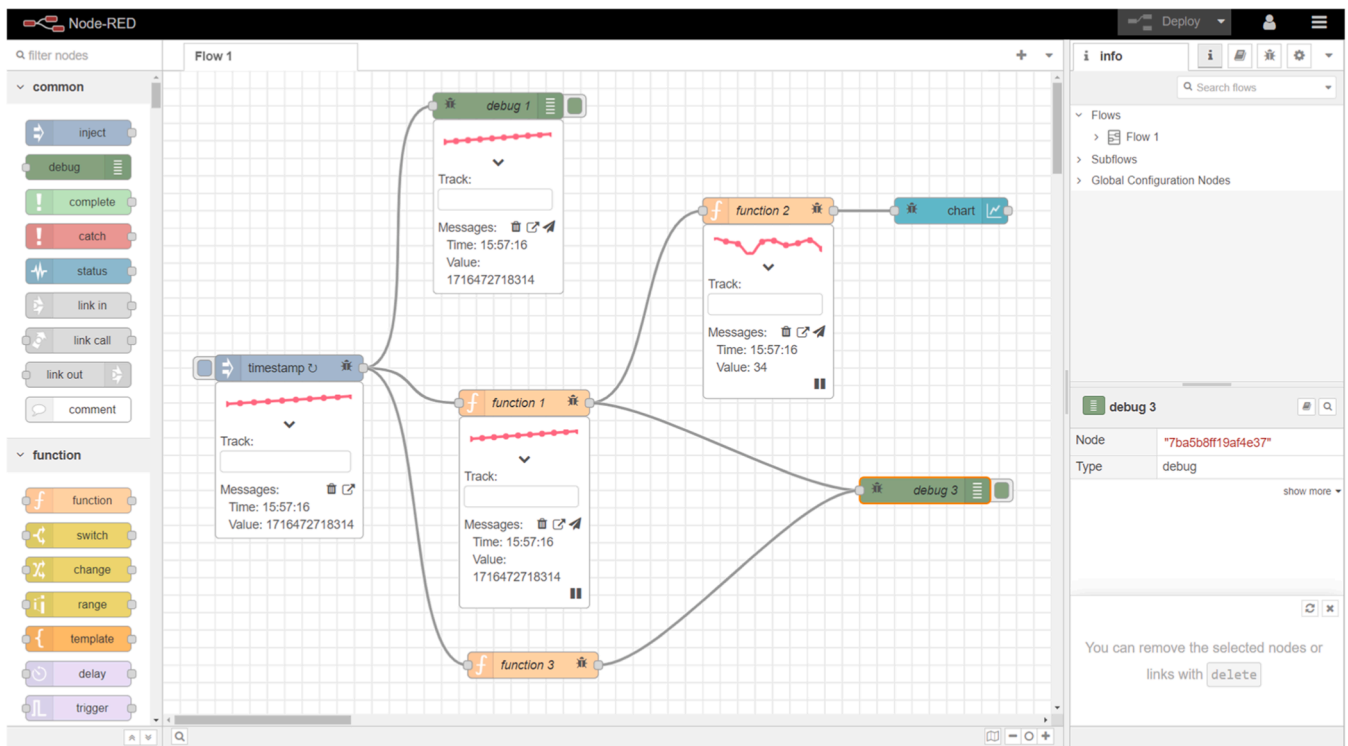 Node-RED
Deploy
filter nodes
common
inject
debug
complete
catch
status
link in
link call
link out
comment
function
function
switch
change
range
template
delay
trigger
Flow 1
debug 1
Track:
Messages:
Time: 15:57:16
Value:
1716472718314
timestamp ↻
Track:
Messages:
Time: 15:57:16
Value: 1716472718314
function 1
Track:
Messages:
Time: 15:57:16
Value:
1716472718314
function 2
Track:
Messages:
Time: 15:57:16
Value: 34
chart
debug 3
function 3
i info
i
Search flows
Flows
Flow 1
Subflows
Global Configuration Nodes
debug 3
Node "7ba5b8ff19af4e37"
Type debug
show more
You can remove the selected nodes or
links with delete